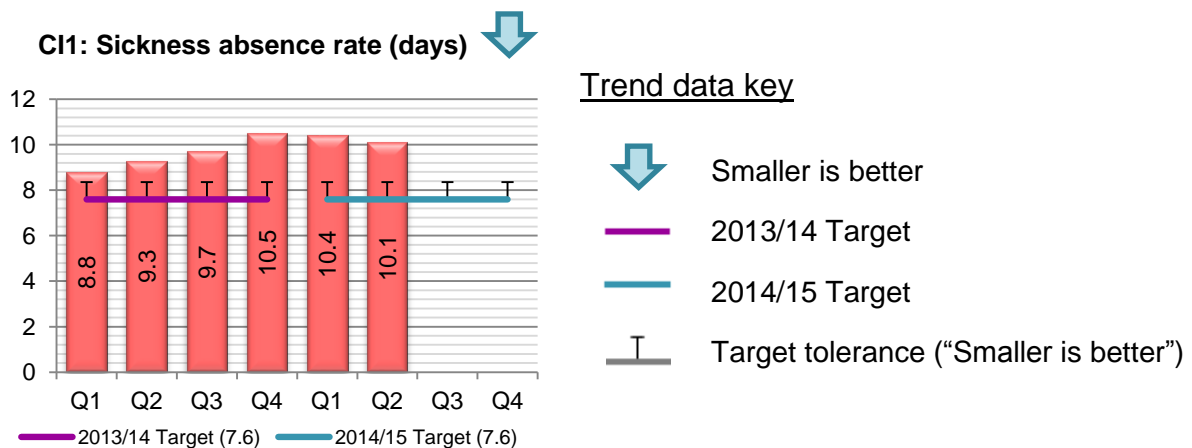 CI1: Sickness absence rate (days)
12
10
8
6
4
2
0
8.8
9.3
9.7
10.5
10.4
10.1
Q1 Q2 Q3 Q4 Q1 Q2 Q3 Q4
2013/14 Target (7.6) 2014/15 Target (7.6)
Trend data key
Smaller is better
2013/14 Target
2014/15 Target
Target tolerance (“Smaller is better”)